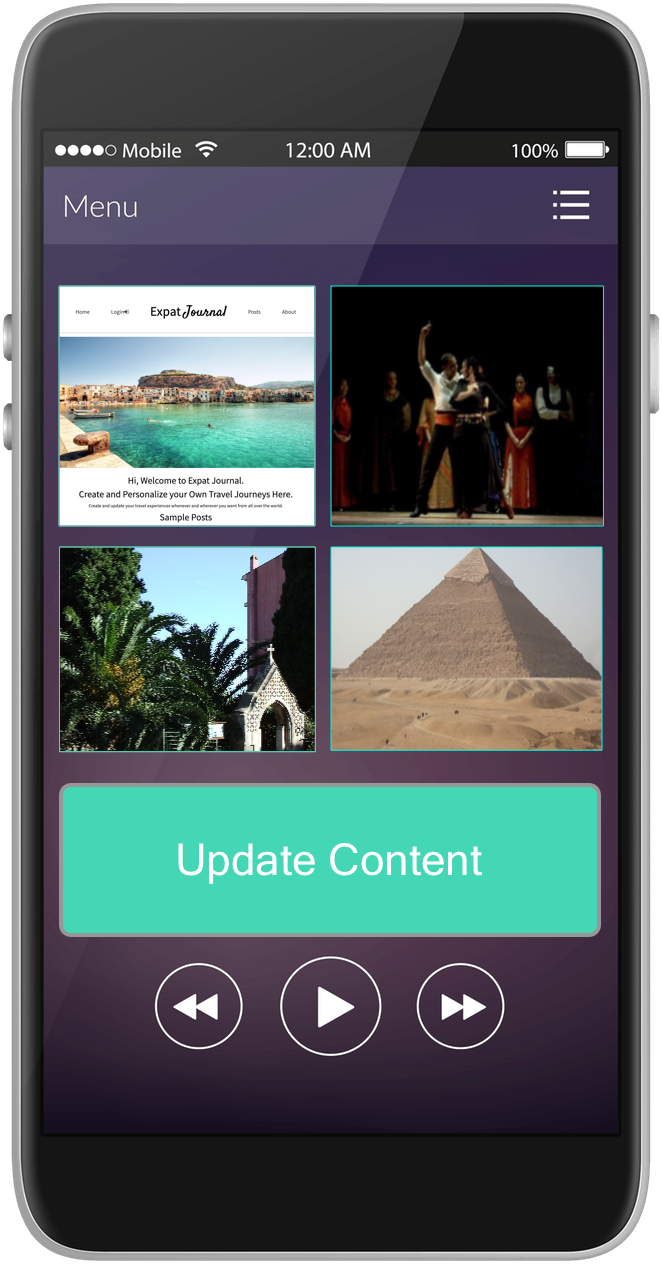 Mobile 12:00 AM 100%
Menu
Home Login Expat Journal Posts About
Hi, Welcome to Expat Journal.
Create and Personalize your Own Travel Journeys Here.
Create and update your travel experiences whenever and wherever you want from all over the world.
Sample Posts
Update Content